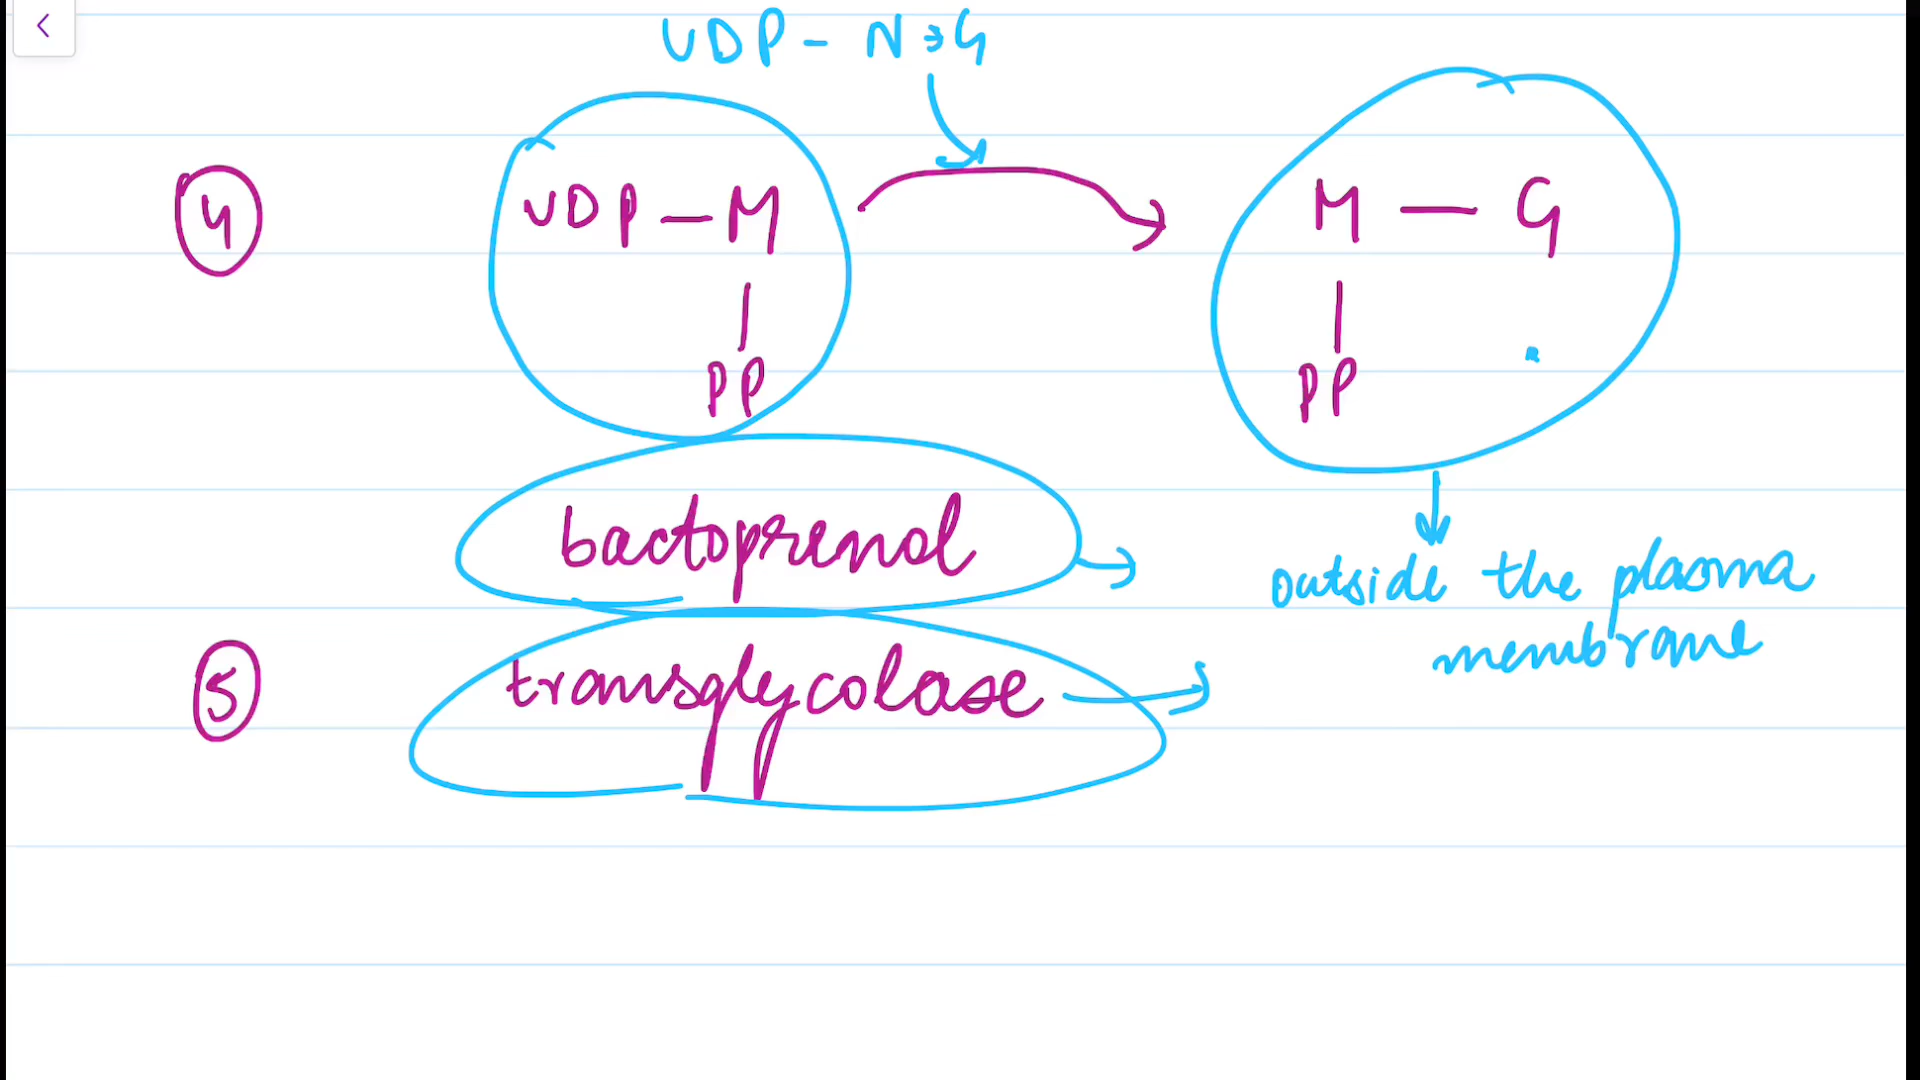 UDP - NAG
4 UDP - M M - G
PP PP
bactoprenol
outside the plasma
membrane
5 transglycolase